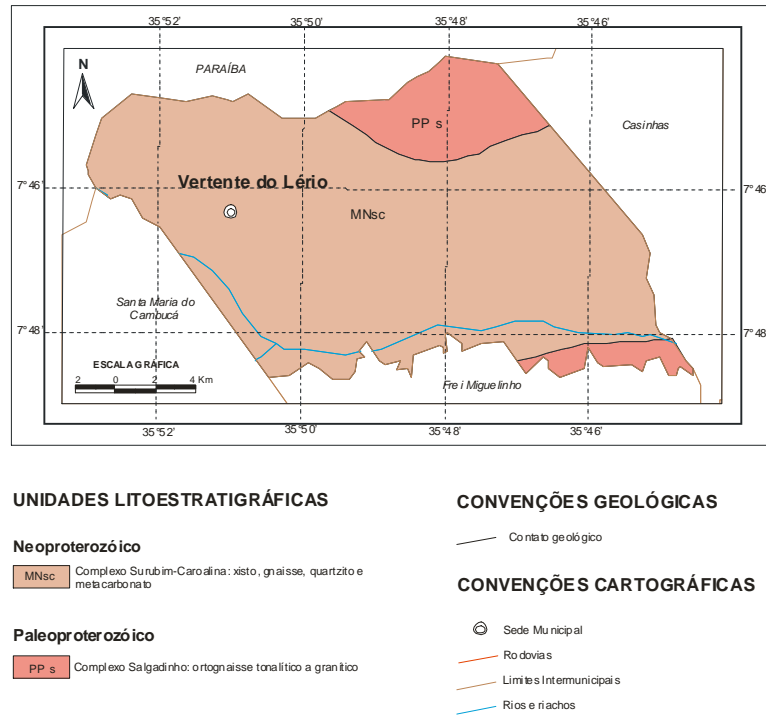 35°52' 35°50' 35°48' 35°46'
N
PARAÍBA
PP s
Casinhas
7°46' Vertente do Lério 7°46'
MNsc
Santa Maria do
Cambucá
7°48' 7°48'
ESCALA GRÁFICA
2 0 2 4 Km
Frei Miguelinho
35°52' 35°50' 35°48' 35°46'
UNIDADES LITOESTRATIGRÁFICAS
Neoproterozóico
MNsc Complexo Surubim-Caroalina: xisto, gnaisse, quartzito e
metacarbonato
Paleoproterozóico
PP s Complexo Salgadinho: ortognaisse tonalítico a granítico
CONVENÇÕES GEOLÓGICAS
Contato geológico
CONVENÇÕES CARTOGRÁFICAS
Sede Municipal
Rodovias
Limites Intermunicipais
Rios e riachos